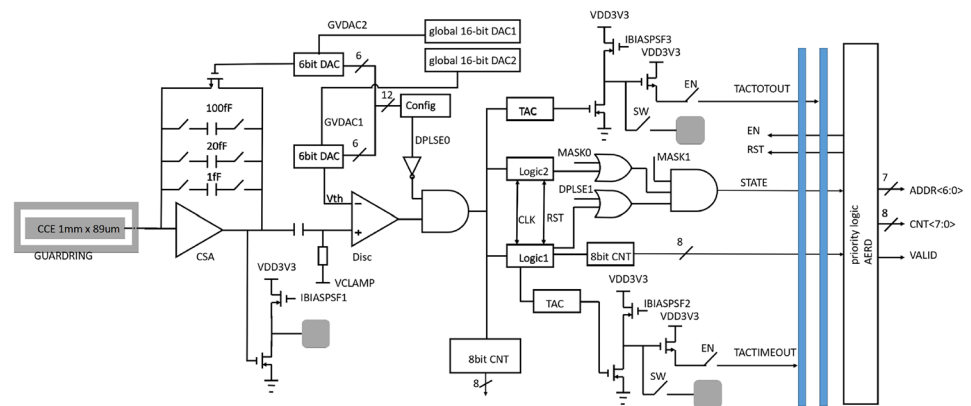 GVDAC2
global 16-bit DAC1
6bit DAC
6
global 16-bit DAC2
12
Config
GVDAC1
DPLSE0
6bit DAC
6
100fF
20fF
1fF
Vth
CCE 1mm x 89um
GUARDRING
CSA
Disc
VCLAMP
VDD3V3
IBIASPSF1
8bit CNT
8
TAC
Logic2
CLK
RST
Logic1
TAC
VDD3V3
IBIASPSF3
VDD3V3
EN
SW
TACTOTOUT
MASK0
MASK1
DPLSE1
STATE
8bit CNT
8
VDD3V3
IBIASPSF2
VDD3V3
EN
SW
TACTIMEOUT
EN
RST
priority logic
AERD
7
ADDR<6:0>
8
CNT<7:0>
VALID